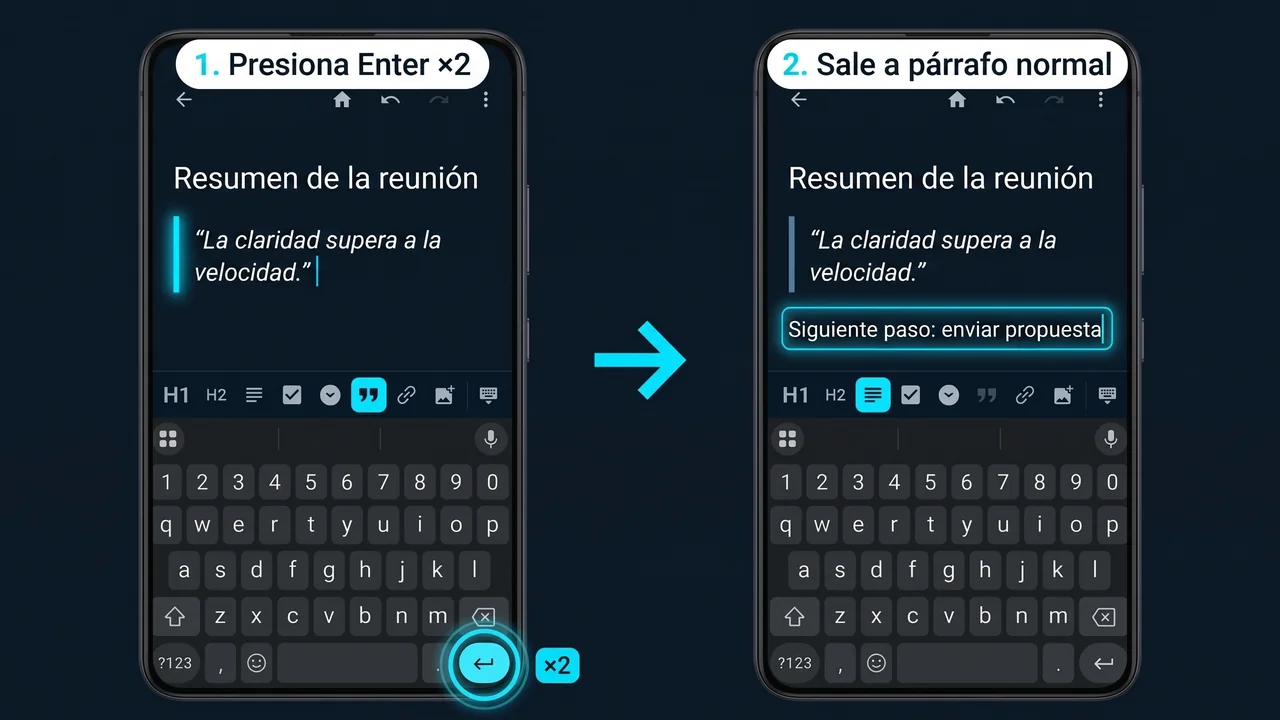 1. Presiona Enter ×2
Resumen de la reunión
“La claridad supera a la
velocidad.”
H1 H2
1 2 3 4 5 6 7 8 9 0
q w e r t y u i o p
a s d f g h j k l
z x c v b n m
?123 , .
×2
2. Sale a párrafo normal
Resumen de la reunión
“La claridad supera a la
velocidad.”
Siguiente paso: enviar propuesta
H1 H2
1 2 3 4 5 6 7 8 9 0
q w e r t y u i o p
a s d f g h j k l
z x c v b n m
?123 , .